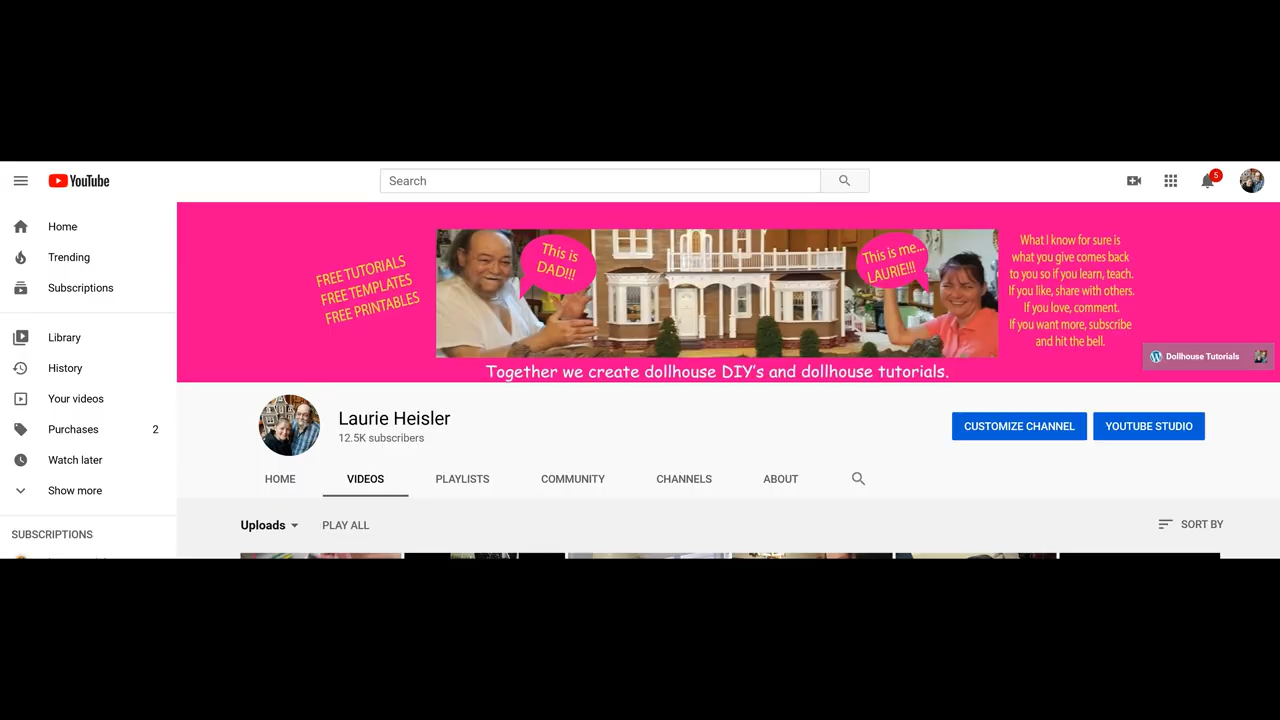 YouTube
Search
5
Home
Trending
Subscriptions
Library
History
Your videos
Purchases 2
Watch later
Show more
SUBSCRIPTIONS
FREE TUTORIALS
FREE TEMPLATES
FREE PRINTABLES
This is
DAD!!!
This is me...
LAURIE!!!
What I know for sure is
what you give comes back
to you so if you learn, teach.
If you like, share with others.
If you love, comment.
If you want more, subscribe
and hit the bell.
Dollhouse Tutorials
Together we create dollhouse DIY's and dollhouse tutorials.
Laurie Heisler
12.5K subscribers
CUSTOMIZE CHANNEL
YOUTUBE STUDIO
HOME VIDEOS PLAYLISTS COMMUNITY CHANNELS ABOUT
Uploads PLAY ALL SORT BY